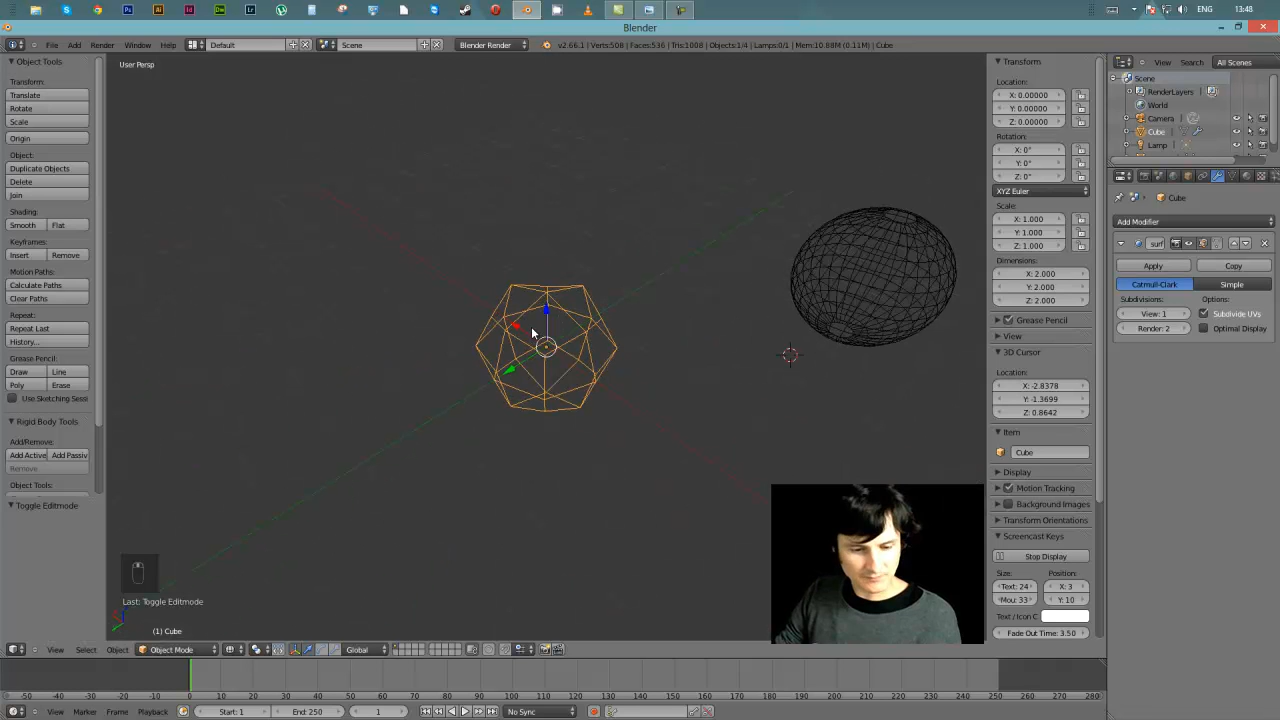 ENG 13:48
Blender
File Add Render Window Help Default Scene Blender Render v2.66.1 | Verts:508 | Faces:536 | Tris:1008 | Objects:1/4 | Lamps:0/1 | Mem:10.88M (0.11M) | Cube
Object Tools
Transform:
Translate
Rotate
Scale
Origin
Object:
Duplicate Objects
Delete
Join
Shading:
Smooth Flat
Keyframes:
Insert Remove
Motion Paths:
Calculate Paths
Clear Paths
Repeat:
Repeat Last
History...
Grease Pencil:
Draw Line
Poly Erase
Use Sketching Sessi
Rigid Body Tools
Add/Remove:
Add Active Add Passiv
Remove
Object Tools:
Toggle Editmode
User Persp
Last: Toggle Editmode
(1) Cube
Transform
Location:
X: 0.00000
Y: 0.00000
Z: 0.00000
Rotation:
X: 0°
Y: 0°
Z: 0°
XYZ Euler
Scale:
X: 1.000
Y: 1.000
Z: 1.000
Dimensions:
X: 2.000
Y: 2.000
Z: 2.000
Grease Pencil
View
3D Cursor
Location:
X: -2.8378
Y: -1.3699
Z: 0.8642
Item
Cube
Display
Motion Tracking
Background Images
Transform Orientations
Screencast Keys
Stop Display
Size: Position:
Text: 24 X: 3
Mou: 33 Y: 10
Text / Icon C
Fade Out Time: 3.50
View Search All Scenes
Scene
RenderLayers
World
Camera
Cube
Lamp
Cube
Add Modifier
surf
Apply Copy
Catmull-Clark Simple
Subdivisions: Options:
View: 1 Subdivide UVs
Render: 2 Optimal Display
View Select Object Object Mode Global
-50 -40 -30 -20 -10 0 10 20 30 40 50 60 70 80 90 100 110 120 130 140 150 160 170 180 190 200 210 220 230 240 250 260 270 280
View Marker Frame Playback Start: 1 End: 250 1 No Sync